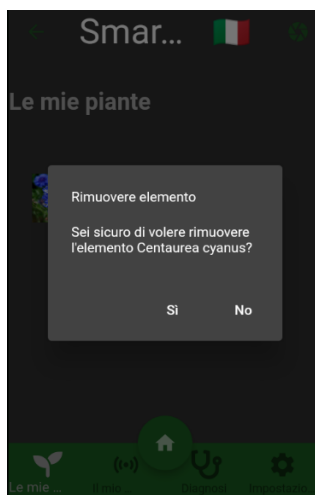 Smar...
Le mie piante
Rimuovere elemento
Sei sicuro di volere rimuovere
l'elemento Centaurea cyanus?
Sì No
Le mie ... Il mio ... Diagnosi Impostazio